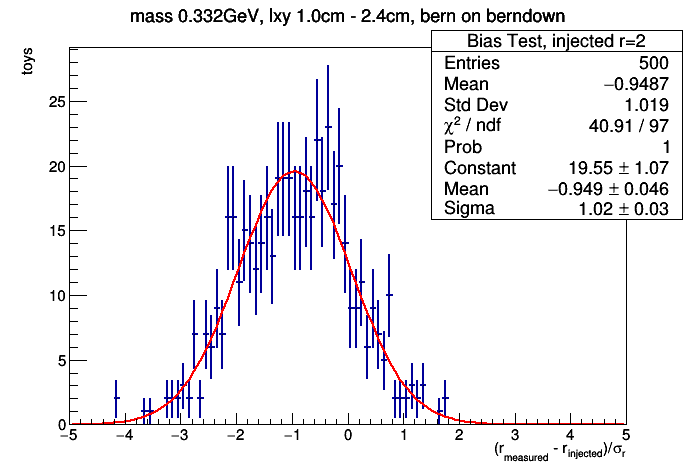 mass 0.332GeV, lxy 1.0cm - 2.4cm, bern on berndown
Bias Test, injected r=2
Entries 500
Mean −0.9487
Std Dev 1.019
χ² / ndf 40.91 / 97
Prob 1
Constant 19.55 ± 1.07
Mean −0.949 ± 0.046
Sigma 1.02 ± 0.03
toys
25
20
15
10
5
0
−5 −4 −3 −2 −1 0 1 2 3 4 5
(r_measured - r_injected)/σ_r